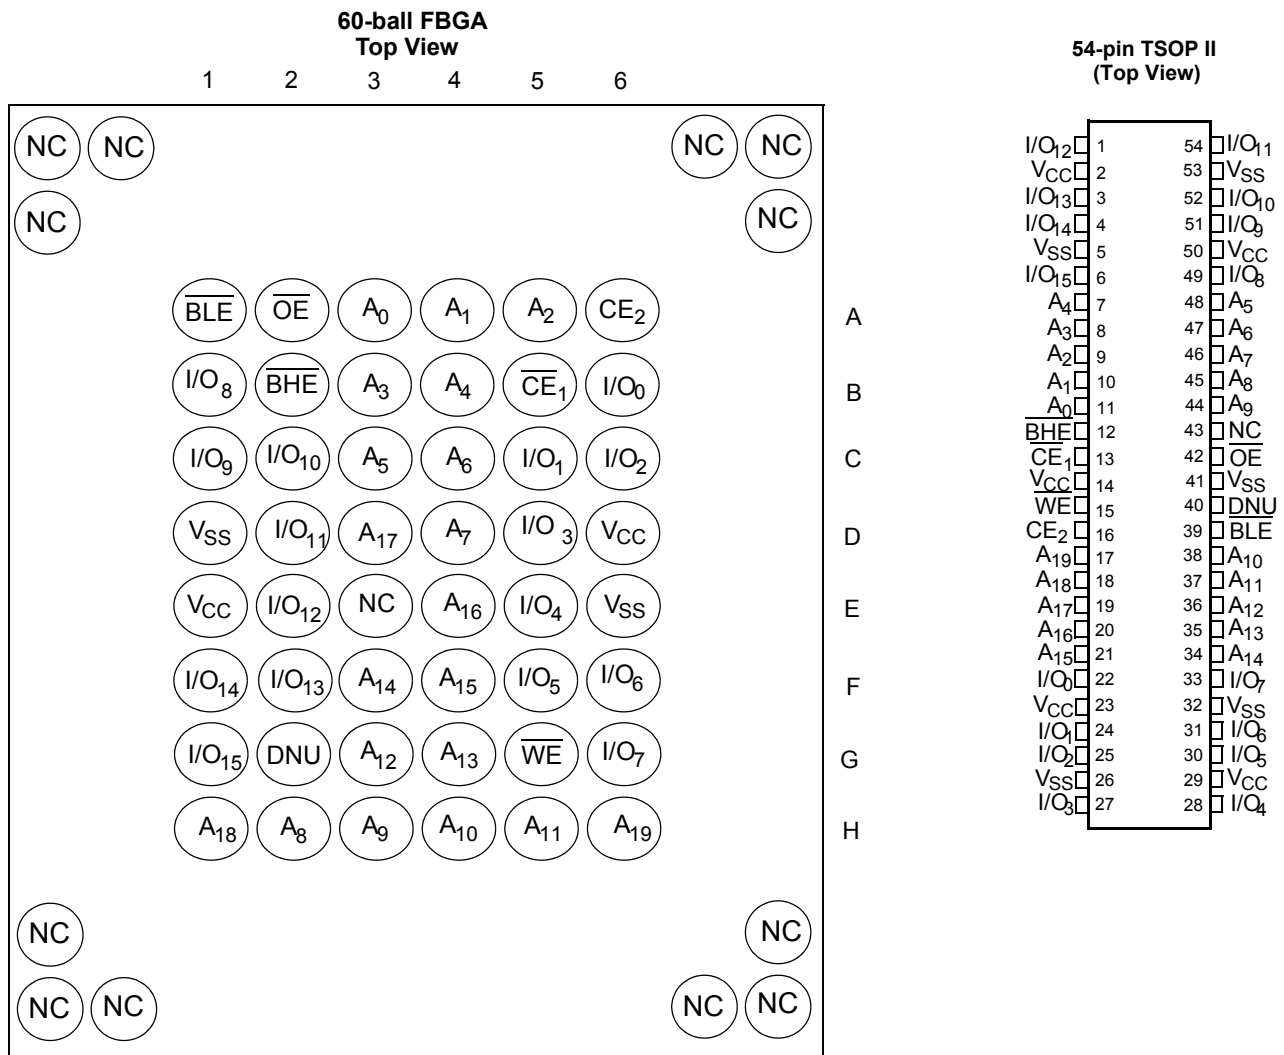 60-ball FBGA
Top View
1 2 3 4 5 6
NC NC NC NC
NC NC
BLE OE A0 A1 A2 CE2 A
I/O8 BHE A3 A4 CE1 I/O0 B
I/O9 I/O10 A5 A6 I/O1 I/O2 C
VSS I/O11 A17 A7 I/O3 VCC D
VCC I/O12 NC A16 I/O4 VSS E
I/O14 I/O13 A14 A15 I/O5 I/O6 F
I/O15 DNU A12 A13 WE I/O7 G
A18 A8 A9 A10 A11 A19 H
NC NC
NC NC NC NC
54-pin TSOP II
(Top View)
I/O12 1 54 I/O11
VCC 2 53 VSS
I/O13 3 52 I/O10
I/O14 4 51 I/O9
VSS 5 50 VCC
I/O15 6 49 I/O8
A4 7 48 A5
A3 8 47 A6
A2 9 46 A7
A1 10 45 A8
A0 11 44 A9
BHE 12 43 NC
CE1 13 42 OE
VCC 14 41 VSS
WE 15 40 DNU
CE2 16 39 BLE
A19 17 38 A10
A18 18 37 A11
A17 19 36 A12
A16 20 35 A13
A15 21 34 A14
I/O0 22 33 I/O7
VCC 23 32 VSS
I/O1 24 31 I/O6
I/O2 25 30 I/O5
VSS 26 29 VCC
I/O3 27 28 I/O4